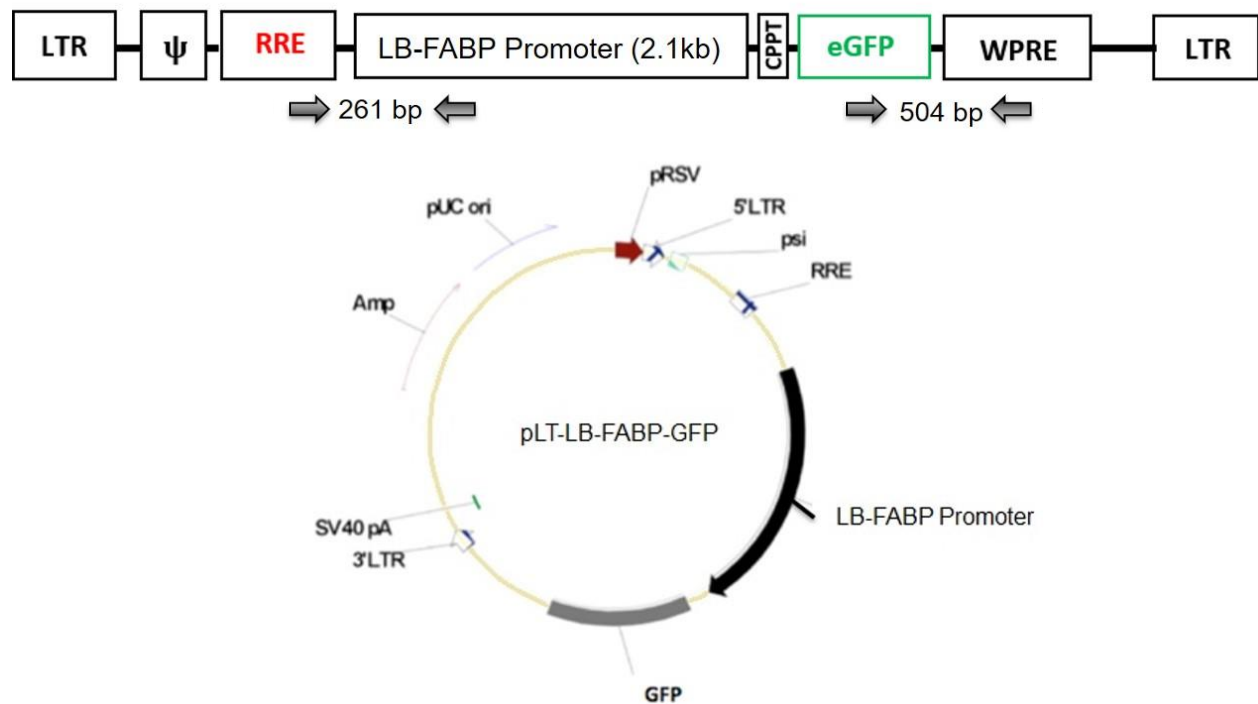 LTR ψ RRE LB-FABP Promoter (2.1kb) CPPT eGFP WPRE LTR
261 bp 504 bp
pRSV
pUC ori 5'LTR
psi
RRE
Amp
pLT-LB-FABP-GFP
LB-FABP Promoter
SV40 pA
3'LTR
GFP